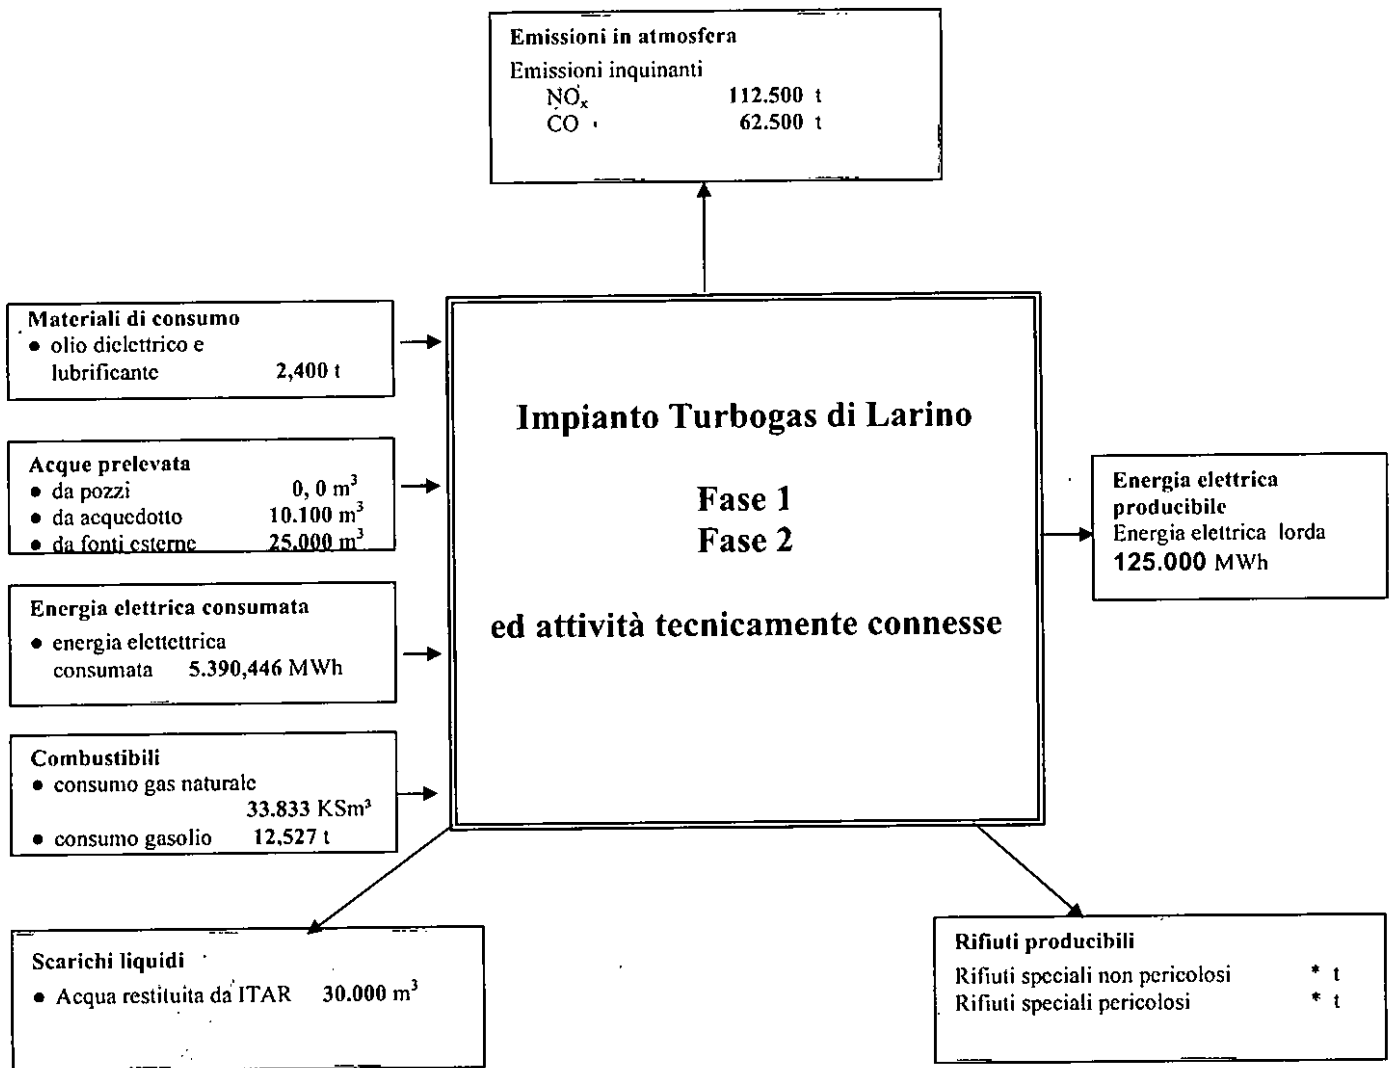 Emissioni in atmosfera
Emissioni inquinanti
NOx 112.500 t
CO 62.500 t
Materiali di consumo
• olio dielettrico e
lubrificante 2,400 t
Acque prelevata
• da pozzi 0, 0 m³
• da acquedotto 10.100 m³
• da fonti esterne 25.000 m³
Energia elettrica consumata
• energia elettettrica
consumata 5.390,446 MWh
Combustibili
• consumo gas naturale
33.833 KSm³
• consumo gasolio 12,527 t
Impianto Turbogas di Larino
Fase 1
Fase 2
ed attività tecnicamente connesse
Energia elettrica
producibile
Energia elettrica lorda
125.000 MWh
Scarichi liquidi
• Acqua restituita da ITAR 30.000 m³
Rifiuti producibili
Rifiuti speciali non pericolosi * t
Rifiuti speciali pericolosi * t